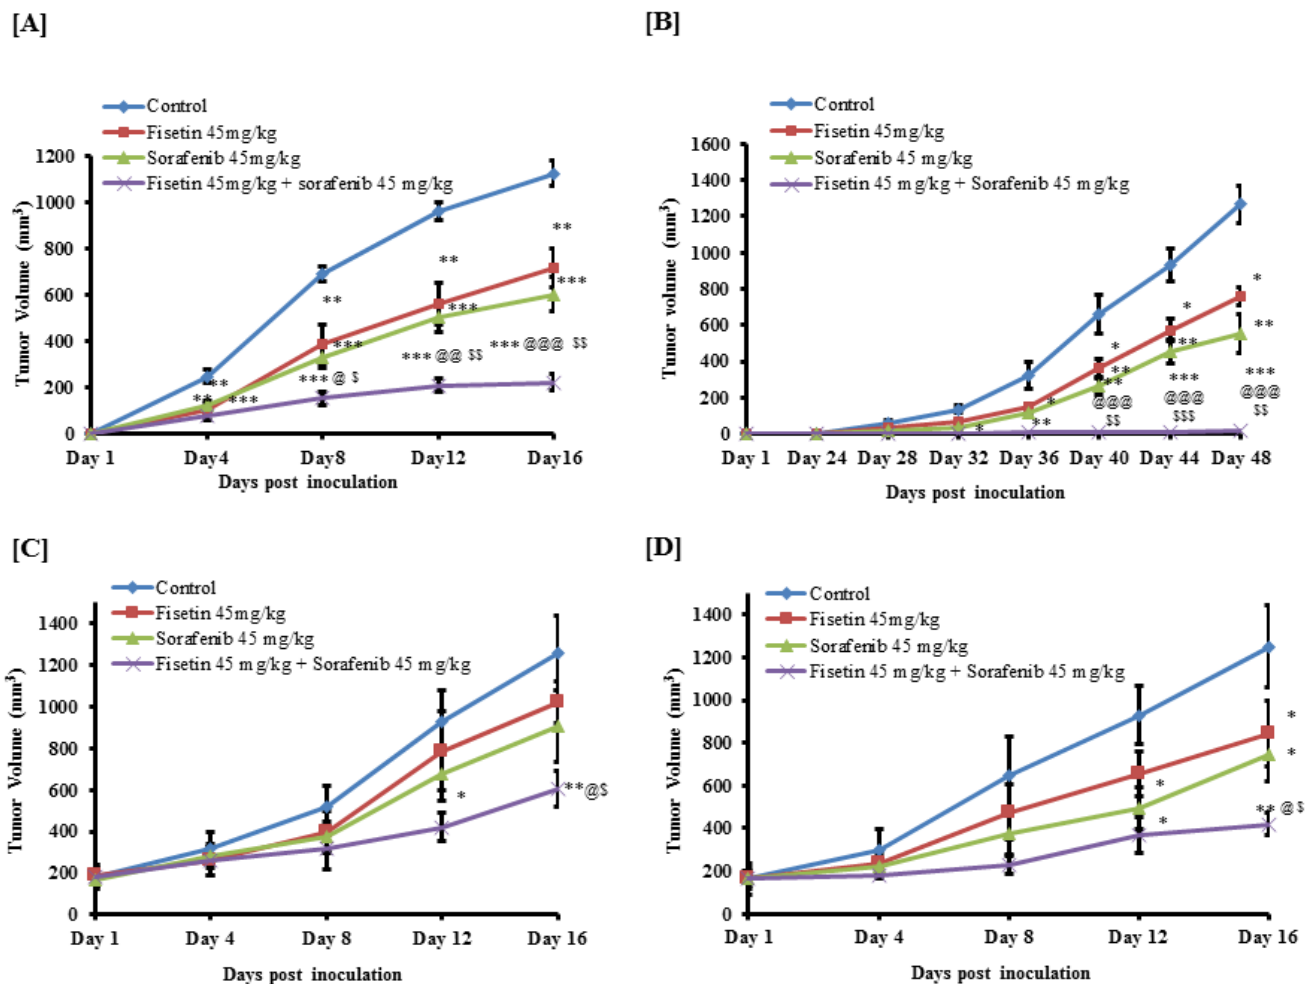 [A]
Control
Fisetin 45mg/kg
Sorafenib 45mg/kg
Fisetin 45mg/kg + sorafenib 45 mg/kg
Tumor Volume (mm³)
1200
1000
800
600
400
200
0
**
**
**
***
***
***
*** @ $
*** @@ $$
*** @@@ $$
**
**
***
Day 1
Day4
Day8
Day12
Day16
Days post inoculation
[B]
Control
Fisetin 45mg/kg
Sorafenib 45 mg/kg
Fisetin 45 mg/kg + Sorafenib 45 mg/kg
Tumor volume (mm³)
1600
1400
1200
1000
800
600
400
200
0
*
*
**
*
**
**
@@@
$$
*
**
***
@@@
$$$
*
**
***
@@@
$$
Day 1
Day 24
Day 28
Day 32
Day 36
Day 40
Day 44
Day 48
Days post inoculation
[C]
Control
Fisetin 45mg/kg
Sorafenib 45 mg/kg
Fisetin 45 mg/kg + Sorafenib 45 mg/kg
Tumor Volume (mm³)
1400
1200
1000
800
600
400
200
0
*
**@$
Day 1
Day 4
Day 8
Day 12
Day 16
Days post inoculation
[D]
Control
Fisetin 45mg/kg
Sorafenib 45 mg/kg
Fisetin 45 mg/kg + Sorafenib 45 mg/kg
Tumor Volume (mm³)
1400
1200
1000
800
600
400
200
0
*
*
*
*
** @ $
Day 1
Day 4
Day 8
Day 12
Day 16
Days post inoculation